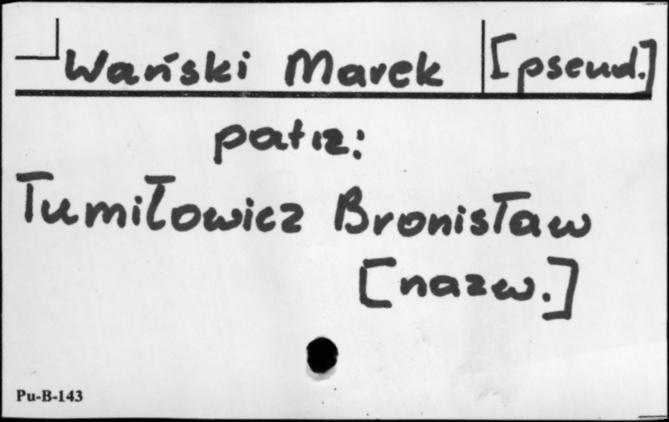 Wański Marek [pseud.]
patrz:
Tumiłowicz Bronisław
[nazw.]
Pu-B-143